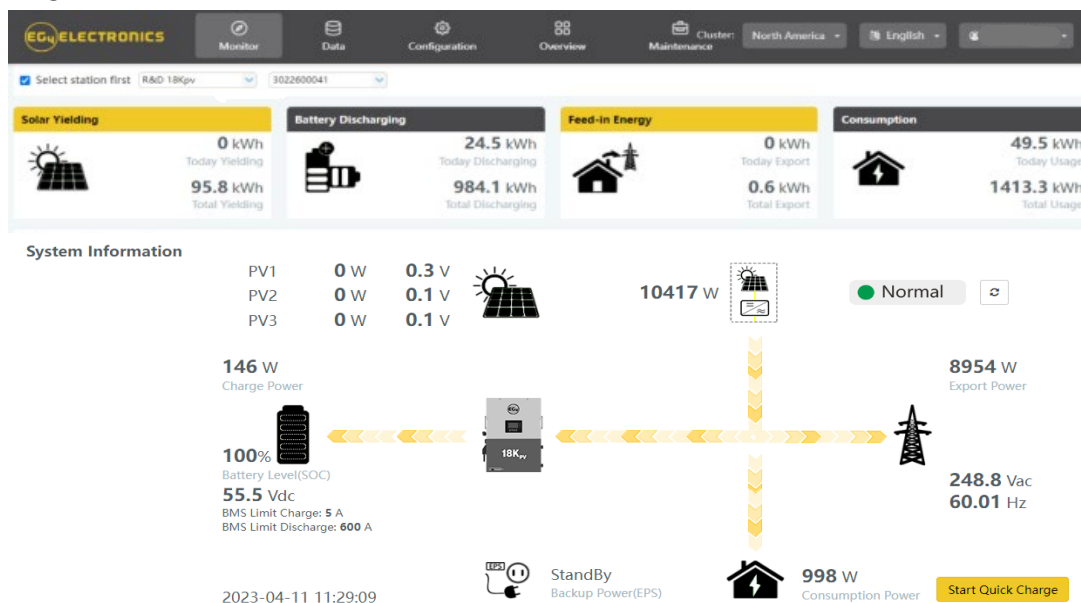 EG4 ELECTRONICS
Monitor
Data
Configuration
Overview
Maintenance
Cluster:
North America
English
Select station first R&D 18Kpv 3022600041
Solar Yielding
0 kWh
Today Yielding
95.8 kWh
Total Yielding
Battery Discharging
24.5 kWh
Today Discharging
984.1 kWh
Total Discharging
Feed-in Energy
0 kWh
Today Export
0.6 kWh
Total Export
Consumption
49.5 kWh
Today Usage
1413.3 kWh
Total Usage
System Information
PV1 0 W 0.3 V
PV2 0 W 0.1 V
PV3 0 W 0.1 V
10417 W
Normal
146 W
Charge Power
8954 W
Export Power
EG4
18KPV
100%
Battery Level(SOC)
55.5 Vdc
BMS Limit Charge: 5 A
BMS Limit Discharge: 600 A
248.8 Vac
60.01 Hz
EPS
StandBy
Backup Power(EPS)
998 W
Consumption Power
Start Quick Charge
2023-04-11 11:29:09